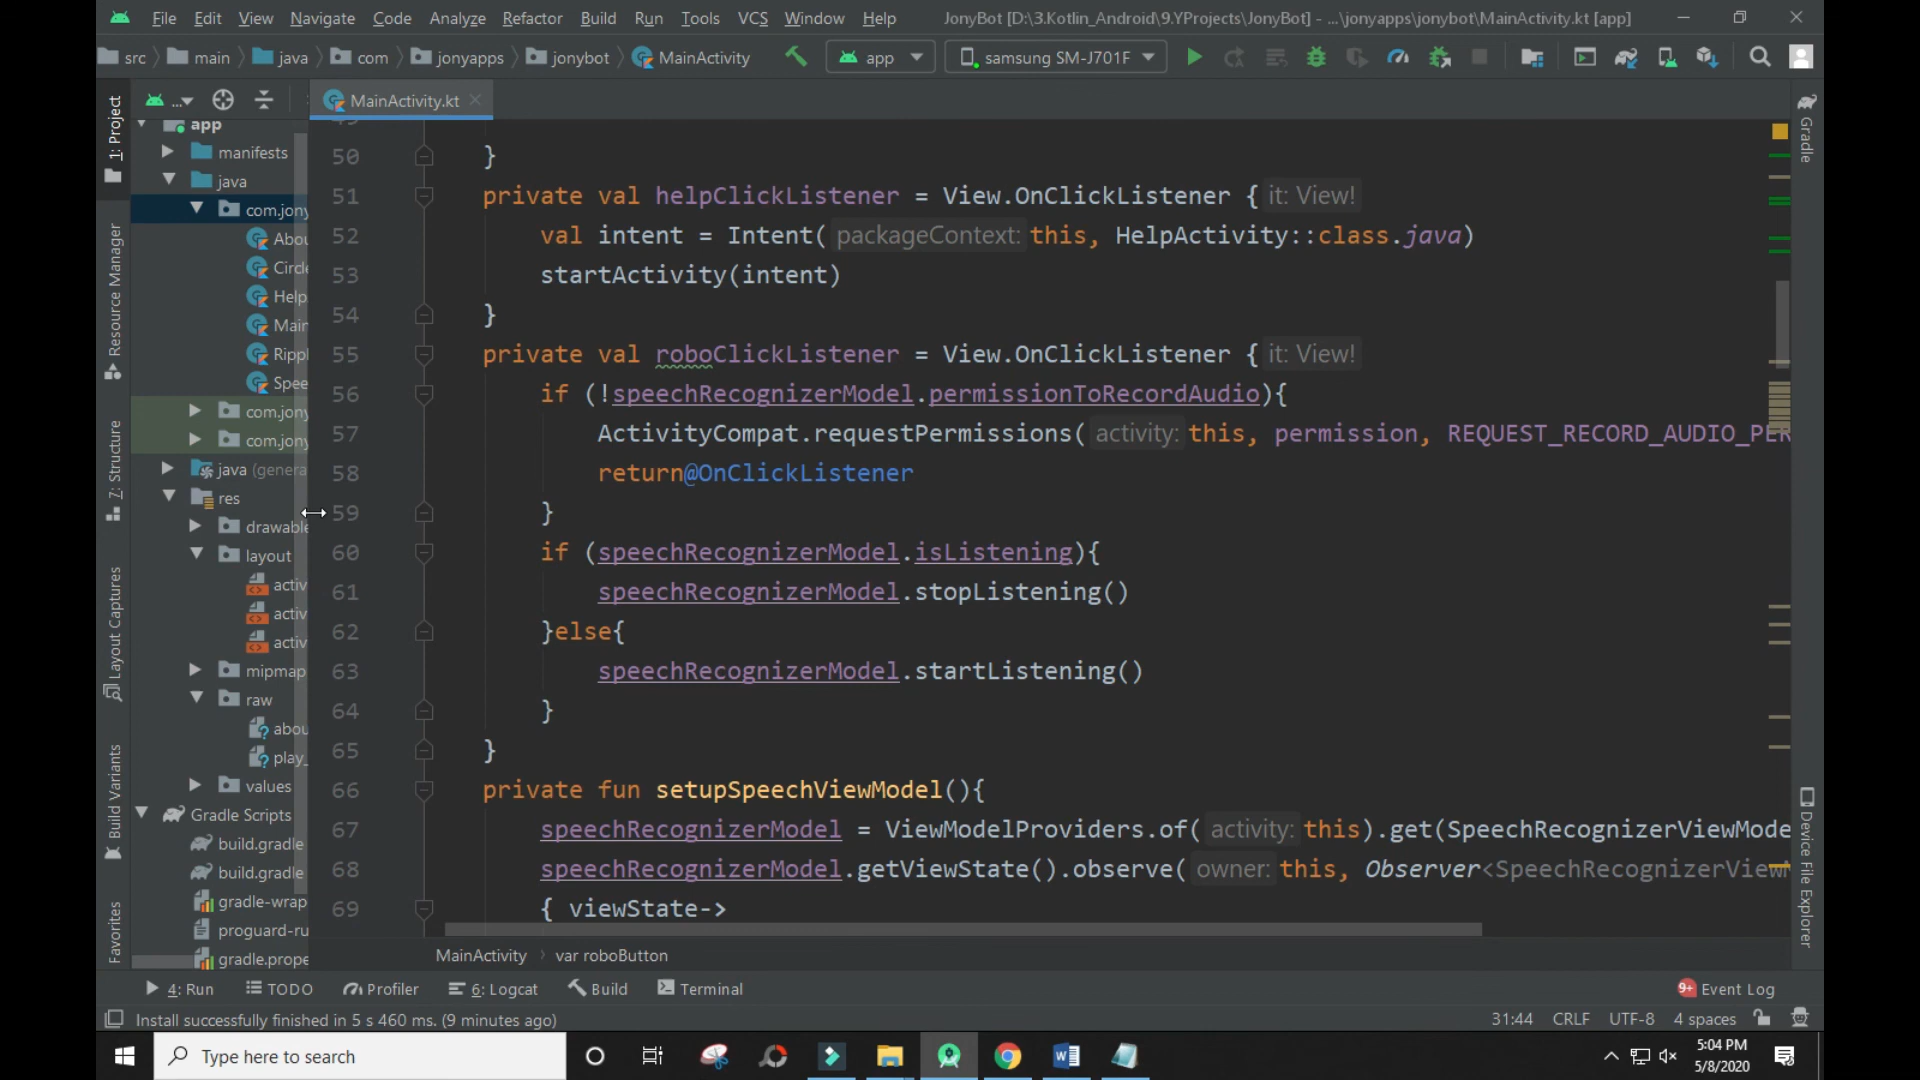 File Edit View Navigate Code Analyze Refactor Build Run Tools VCS Window Help JonyBot [D:\3.Kotlin_Android\9.YProjects\JonyBot] - ...\jonyapps\jonybot\MainActivity.kt [app]
src main java com jonyapps jonybot MainActivity app samsung SM-J701F
1: Project
Resource Manager
7: Structure
Layout Captures
Build Variants
Favorites
... MainActivity.kt
app
manifests
java
com.jony
Abou
Circle
Help
Main
Rippl
Spee
com.jony
com.jony
java (genera
res
drawable
layout
activ
activ
activ
mipmap
raw
abou
play_
values
Gradle Scripts
build.gradle
build.gradle
gradle-wrap
proguard-ru
gradle.prope
50 }
51 private val helpClickListener = View.OnClickListener { it: View!
52 val intent = Intent( packageContext: this, HelpActivity::class.java)
53 startActivity(intent)
54 }
55 private val roboClickListener = View.OnClickListener { it: View!
56 if (!speechRecognizerModel.permissionToRecordAudio){
57 ActivityCompat.requestPermissions( activity: this, permission, REQUEST_RECORD_AUDIO_PER
58 return@OnClickListener
59 }
60 if (speechRecognizerModel.isListening){
61 speechRecognizerModel.stopListening()
62 }else{
63 speechRecognizerModel.startListening()
64 }
65 }
66 private fun setupSpeechViewModel(){
67 speechRecognizerModel = ViewModelProviders.of( activity: this).get(SpeechRecognizerViewMode
68 speechRecognizerModel.getViewState().observe( owner: this, Observer<SpeechRecognizerView
69 { viewState->
Gradle
Device File Explorer
MainActivity › var roboButton
4: Run TODO Profiler 6: Logcat Build Terminal 9+ Event Log
Install successfully finished in 5 s 460 ms. (9 minutes ago) 31:44 CRLF UTF-8 4 spaces
Type here to search
5:04 PM
5/8/2020